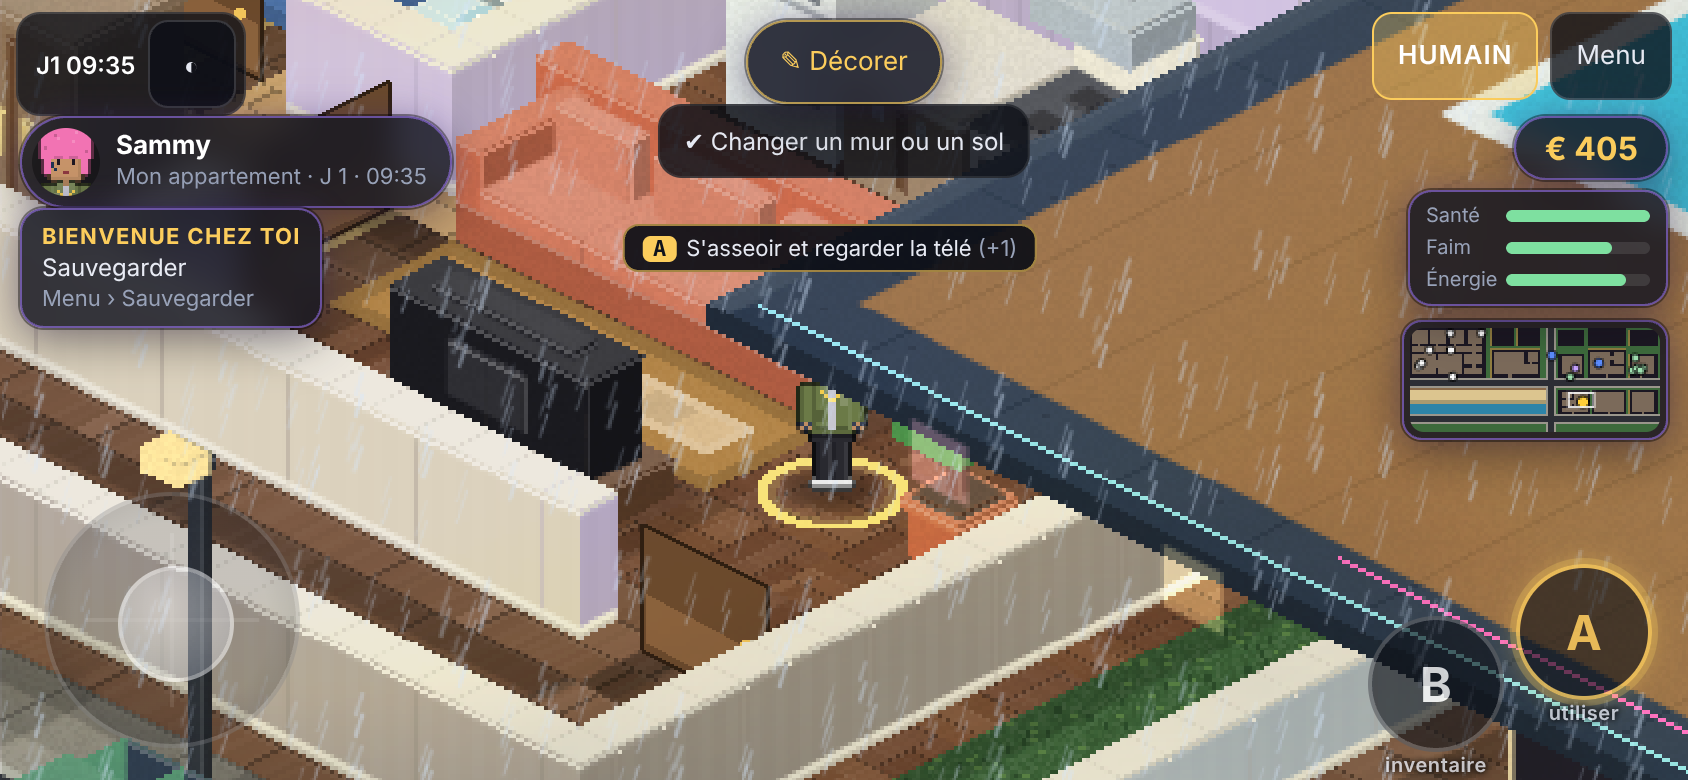 J1 09:35
✎ Décorer
HUMAIN
Menu
✔ Changer un mur ou un sol
Sammy
Mon appartement · J 1 · 09:35
€ 405
BIENVENUE CHEZ TOI
Sauvegarder
Menu › Sauvegarder
A S'asseoir et regarder la télé (+1)
Santé
Faim
Énergie
A
utiliser
B
inventaire